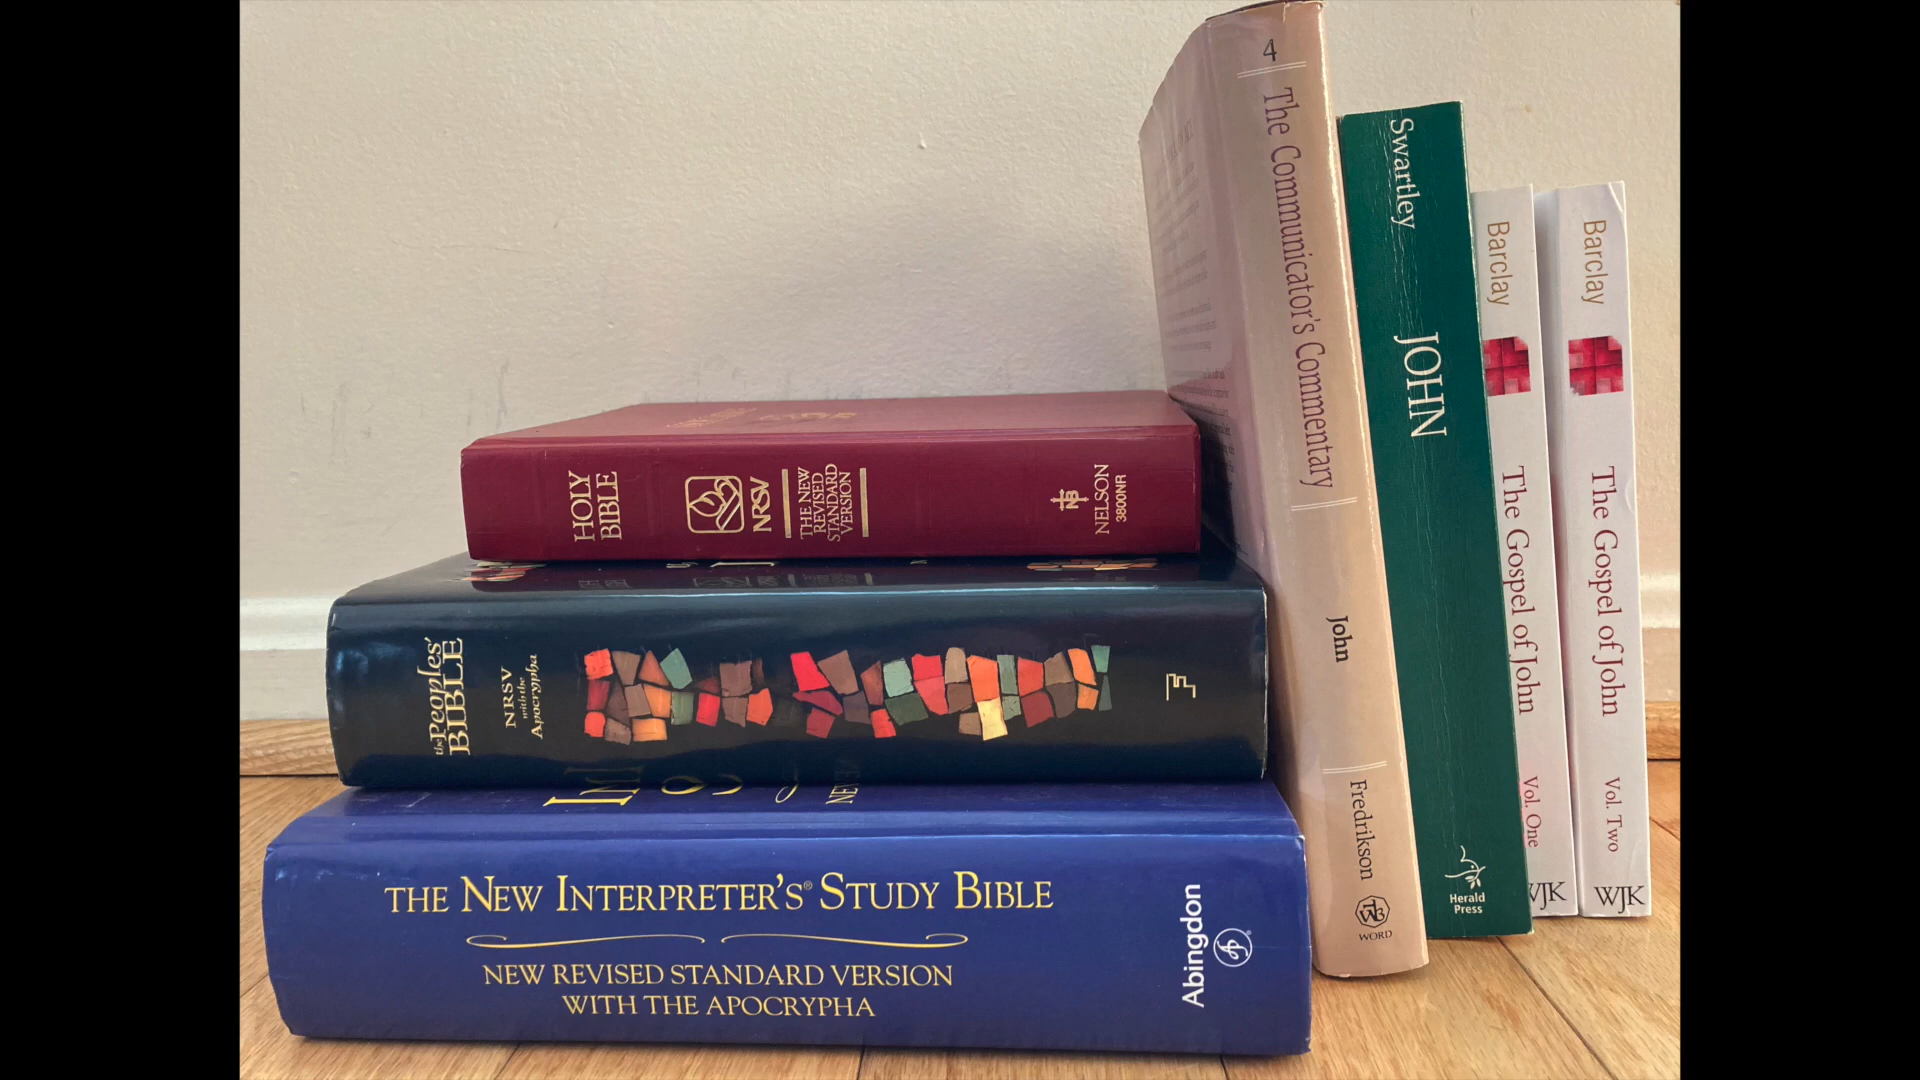 HOLY
BIBLE
NRSV
THE NEW
REVISED
STANDARD
VERSION
NELSON
3800NR
the Peoples'
BIBLE
NRSV
with the
Apocrypha
THE NEW INTERPRETER'S® STUDY BIBLE
NEW REVISED STANDARD VERSION
WITH THE APOCRYPHA
Abingdon
4
The Communicator's Commentary
John
Fredrikson
WORD
Swartley
JOHN
Herald
Press
Barclay
The Gospel of John
Vol. One
WJK
Barclay
The Gospel of John
Vol. Two
WJK